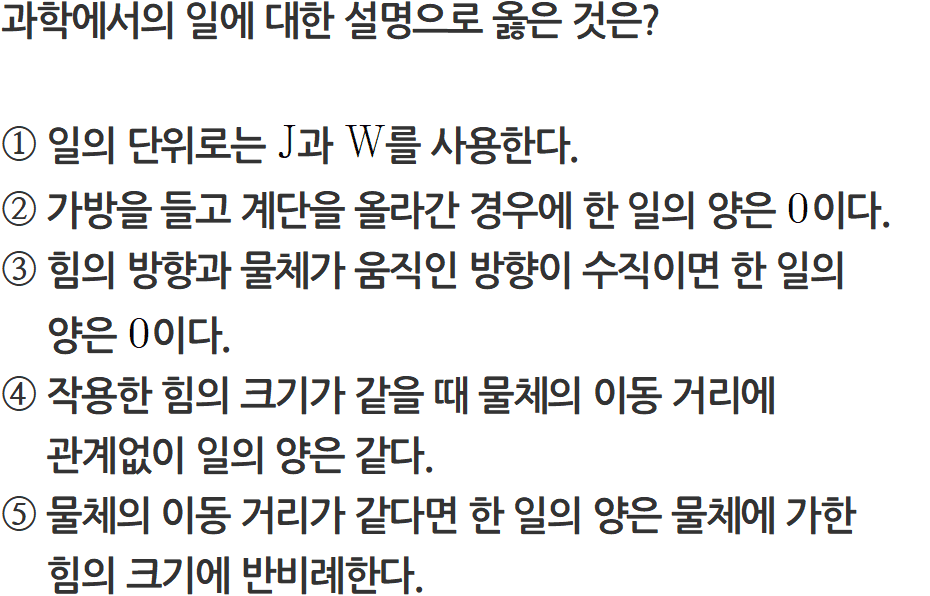 과학에서의 일에 대한 설명으로 옳은 것은?
① 일의 단위로는 J과 W를 사용한다.
② 가방을 들고 계단을 올라간 경우에 한 일의 양은 0이다.
③ 힘의 방향과 물체가 움직인 방향이 수직이면 한 일의
양은 0이다.
④ 작용한 힘의 크기가 같을 때 물체의 이동 거리에
관계없이 일의 양은 같다.
⑤ 물체의 이동 거리가 같다면 한 일의 양은 물체에 가한
힘의 크기에 반비례한다.